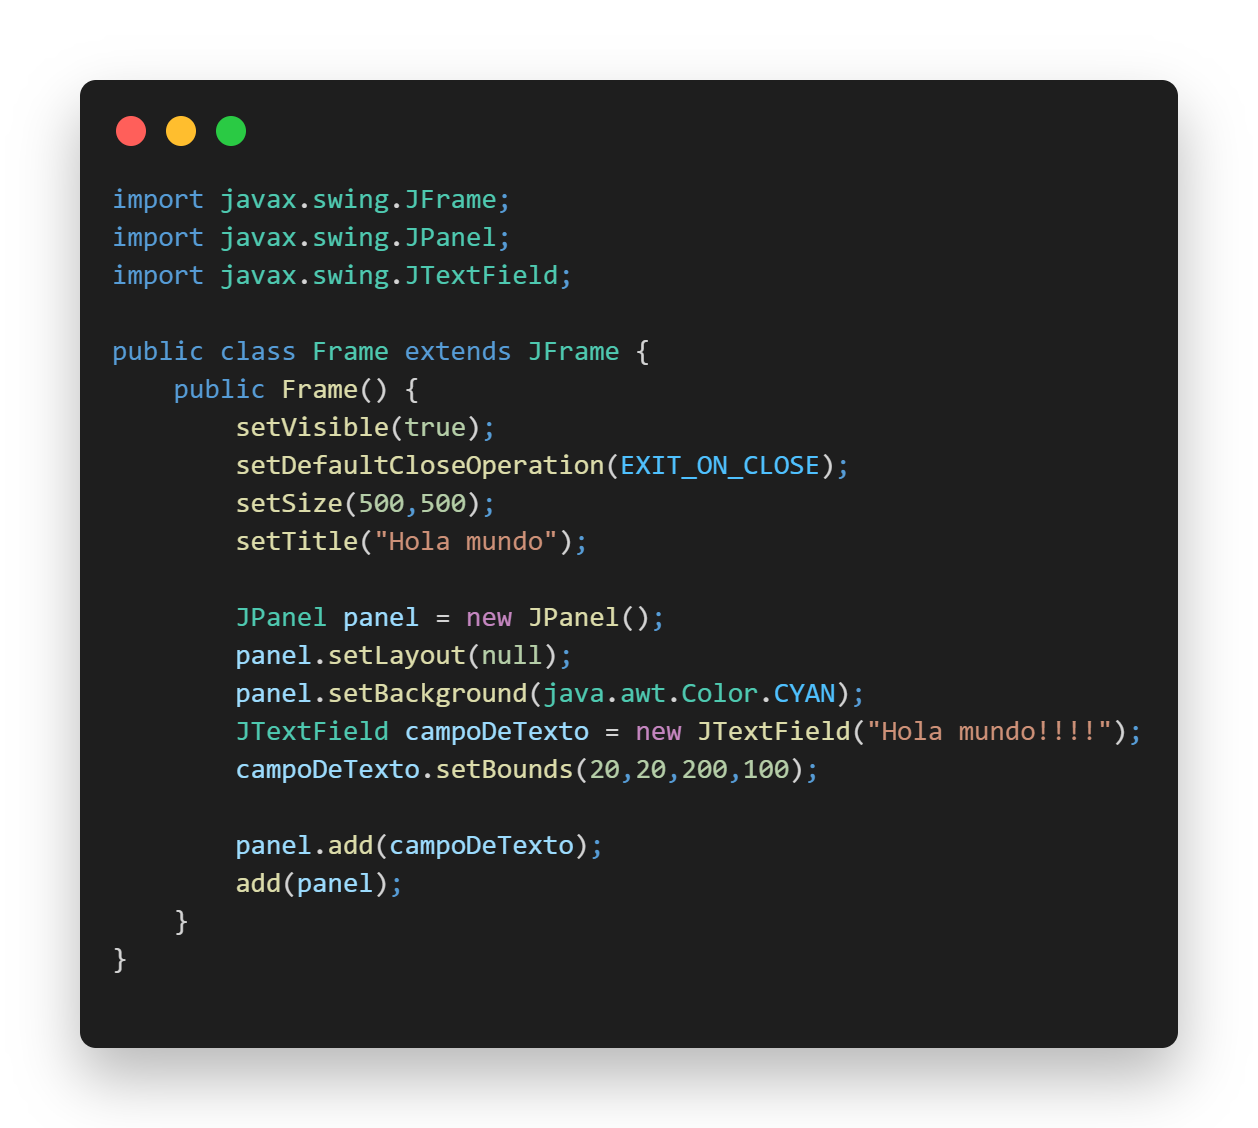 import javax.swing.JFrame;
import javax.swing.JPanel;
import javax.swing.JTextField;

public class Frame extends JFrame {
    public Frame() {
        setVisible(true);
        setDefaultCloseOperation(EXIT_ON_CLOSE);
        setSize(500,500);
        setTitle("Hola mundo");

        JPanel panel = new JPanel();
        panel.setLayout(null);
        panel.setBackground(java.awt.Color.CYAN);
        JTextField campoDeTexto = new JTextField("Hola mundo!!!!");
        campoDeTexto.setBounds(20,20,200,100);

        panel.add(campoDeTexto);
        add(panel);
    }
}